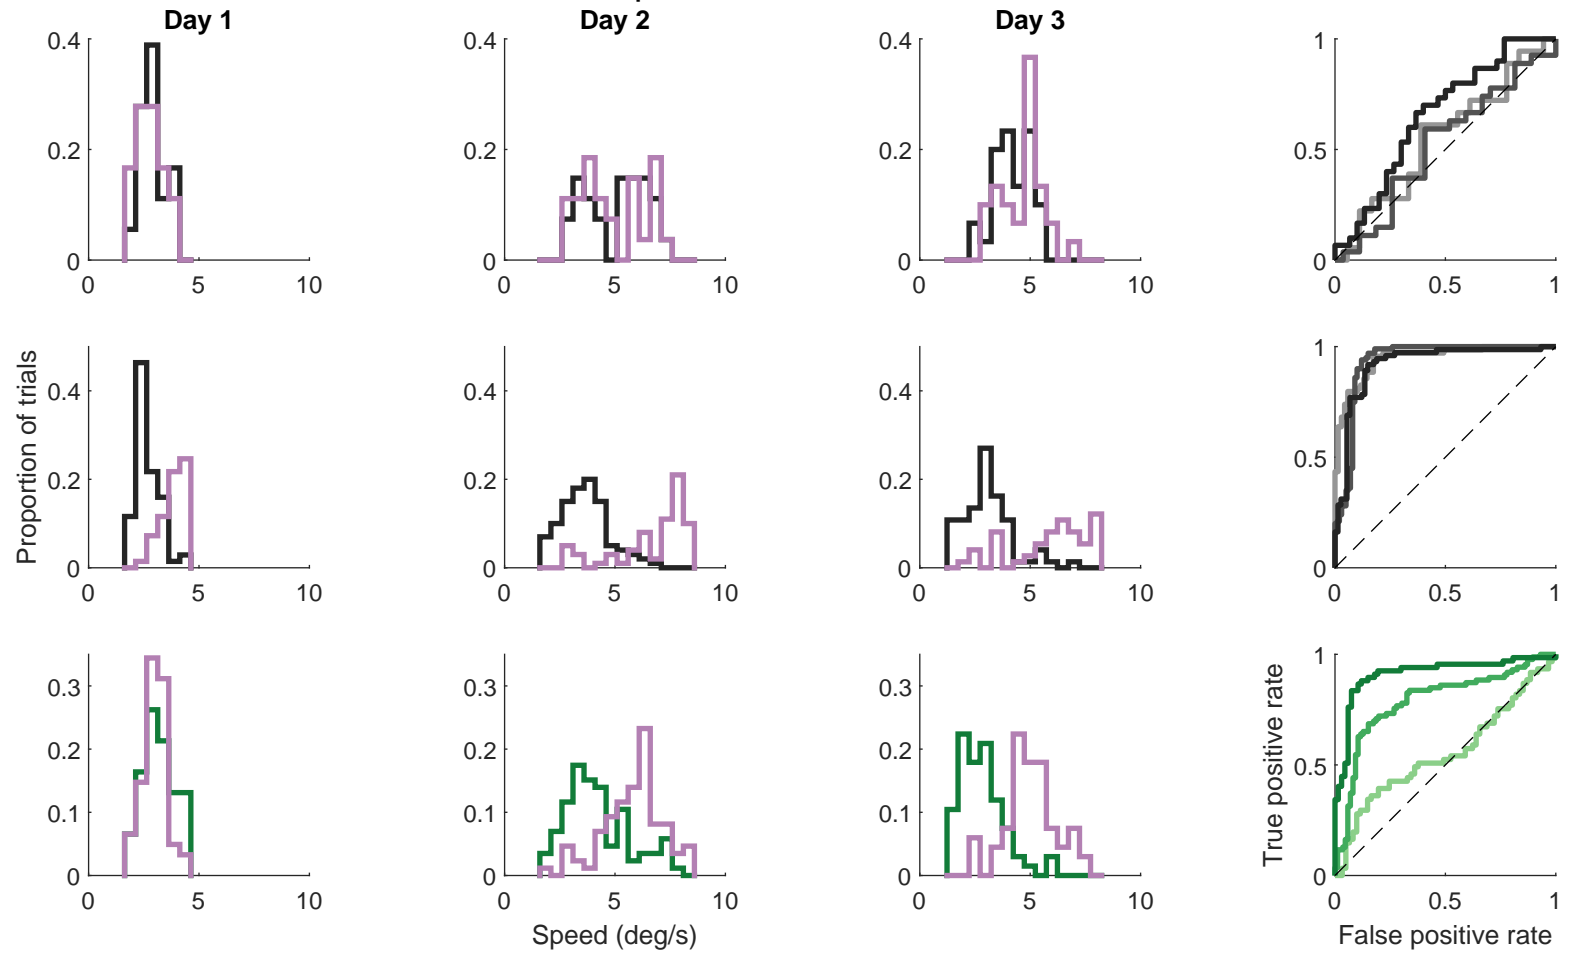 Day 1 Day 2 Day 3
0.4 0.4 0.4 1
0.2 0.2 0.2 0.5
0 0 0 0
0 5 10 0 5 10 0 5 10 0 0.5 1
Proportion of trials
0.4 0.4 0.4 1
0.2 0.2 0.2 0.5
0 0 0 0
0 5 10 0 5 10 0 5 10 0 0.5 1
True positive rate
0.3 0.3 0.3 1
0.2 0.2 0.2 0.5
0.1 0.1 0.1
0 0 0 0
0 5 10 0 5 10 0 5 10 0 0.5 1
Speed (deg/s) False positive rate